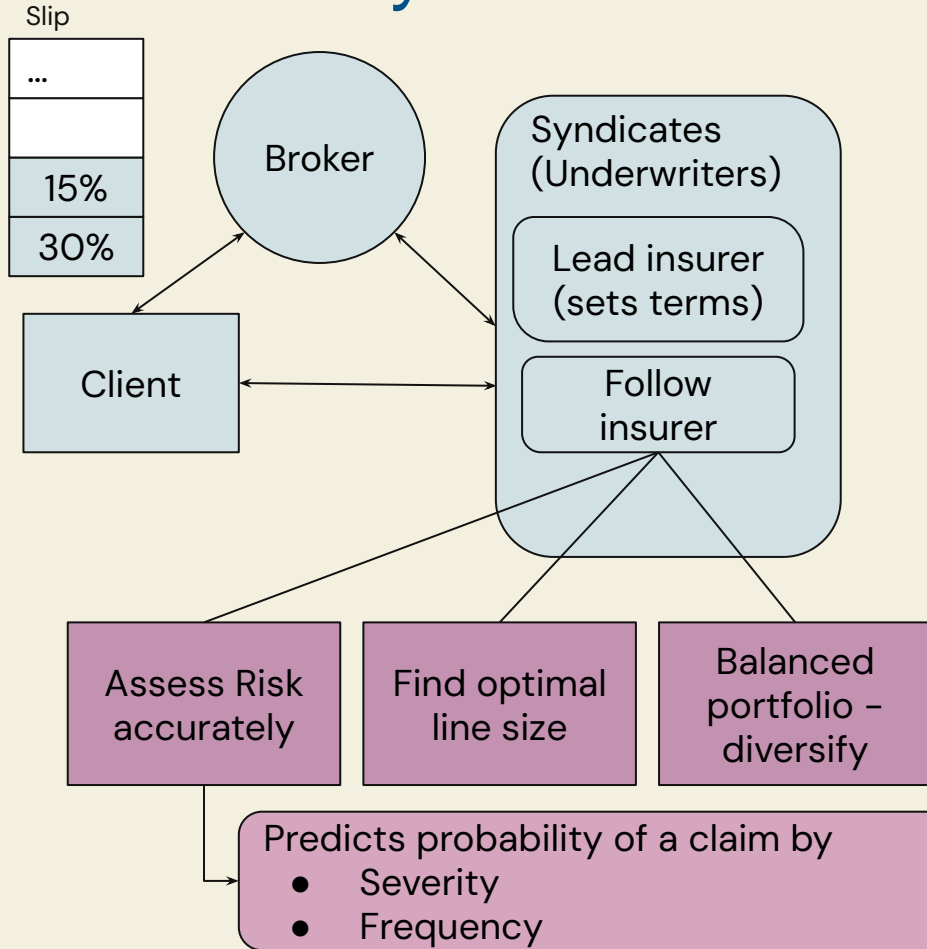 Slip
...
15%
30%
Broker
Client
Syndicates
(Underwriters)
Lead insurer
(sets terms)
Follow
insurer
Assess Risk
accurately
Find optimal
line size
Balanced
portfolio -
diversify
Predicts probability of a claim by
● Severity
● Frequency